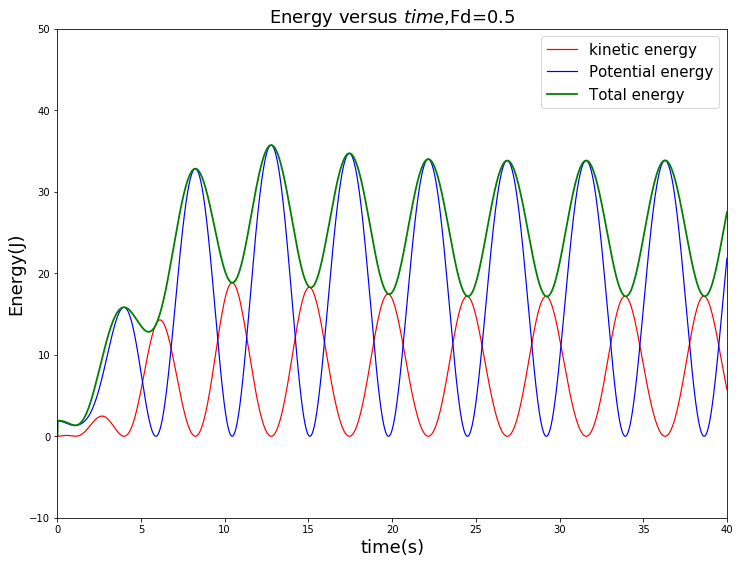 Energy versus time,Fd=0.5
kinetic energy
Potential energy
Total energy
Energy(J)
50
40
30
20
10
0
−10
0 5 10 15 20 25 30 35 40
time(s)